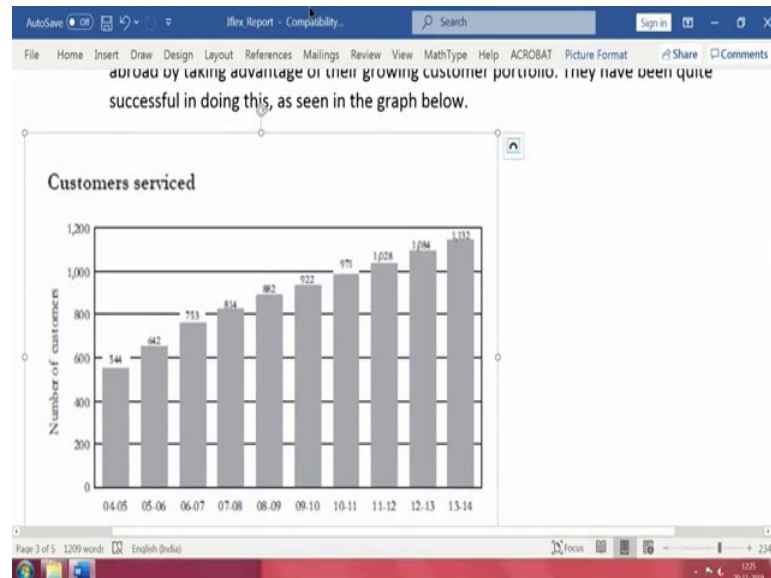 AutoSave Off Iflex_Report - Compatibility... Search Sign in
File Home Insert Draw Design Layout References Mailings Review View MathType Help ACROBAT Picture Format Share Comments
abroad by taking advantage of their growing customer portfolio. They have been quite
successful in doing this, as seen in the graph below.
Customers serviced
Number of customers
1,200
1,000
800
600
400
200
0
544 642 753 814 882 922 971 1,028 1,084 1,132
04-05 05-06 06-07 07-08 08-09 09-10 10-11 11-12 12-13 13-14
Page 3 of 5 1209 words English (India) Focus 234
12:25